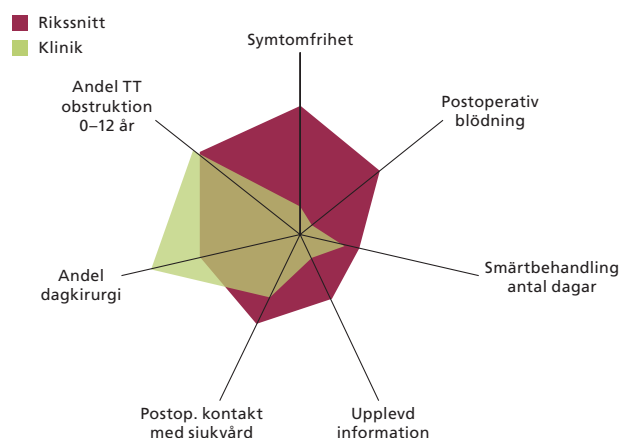 Rikssnitt
Klinik
Symtomfrihet
Andel TT
obstruktion
0–12 år
Postoperativ
blödning
Smärtbehandling
antal dagar
Andel
dagkirurgi
Postop. kontakt
med sjukvård
Upplevd
information